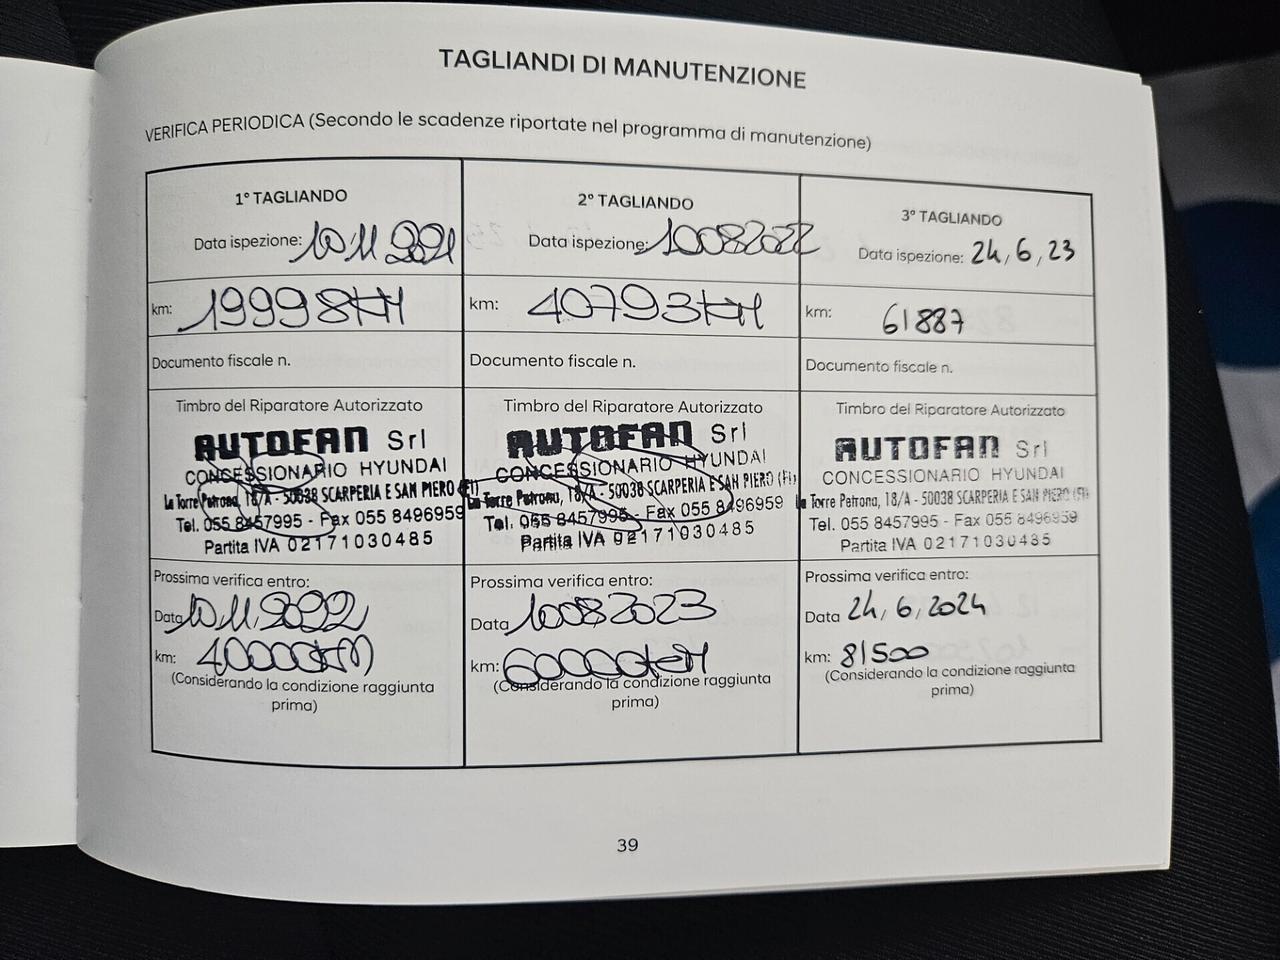 TAGLIANDI DI MANUTENZIONE
VERIFICA PERIODICA (Secondo le scadenze riportate nel programma di manutenzione)
1° TAGLIANDO
Data ispezione: 10.11.2021
km: 19998KM
Documento fiscale n.
Timbro del Riparatore Autorizzato
AUTOFAN Srl
CONCESSIONARIO HYUNDAI
La Torre Petrona, 18/A - 50038 SCARPERIA E SAN PIERO (FI)
Tel. 055 8457995 - Fax 055 8496959
Partita IVA 02171030485
Prossima verifica entro:
Data 10.11.2022
km: 40000KM
(Considerando la condizione raggiunta
prima)
2° TAGLIANDO
Data ispezione: 10082022
km: 40793KM
Documento fiscale n.
Timbro del Riparatore Autorizzato
AUTOFAN Srl
CONCESSIONARIO HYUNDAI
La Torre Petrona, 18/A - 50038 SCARPERIA E SAN PIERO (FI)
Tel. 055 8457995 - Fax 055 8496959
Partita IVA 02171030485
Prossima verifica entro:
Data 10082023
km: 60000KM
(Considerando la condizione raggiunta
prima)
3° TAGLIANDO
Data ispezione: 24, 6, 23
km: 61887
Documento fiscale n.
Timbro del Riparatore Autorizzato
AUTOFAN Srl
CONCESSIONARIO HYUNDAI
La Torre Petrona, 18/A - 50038 SCARPERIA E SAN PIERO (FI)
Tel. 055 8457995 - Fax 055 8496959
Partita IVA 02171030485
Prossima verifica entro:
Data 24, 6, 2024
km: 81500
(Considerando la condizione raggiunta
prima)
39